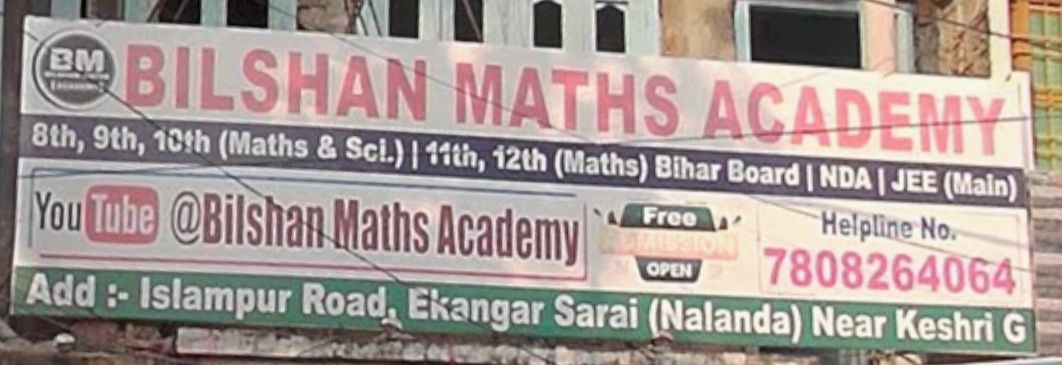 BM
BILSHAN MATHS ACADEMY
8th, 9th, 10th (Maths & Sci.) | 11th, 12th (Maths) Bihar Board | NDA | JEE (Main)
YouTube @Bilshan Maths Academy
Free
ADMISSION
OPEN
Helpline No.
7808264064
Add :- Islampur Road, Ekangar Sarai (Nalanda) Near Keshri G